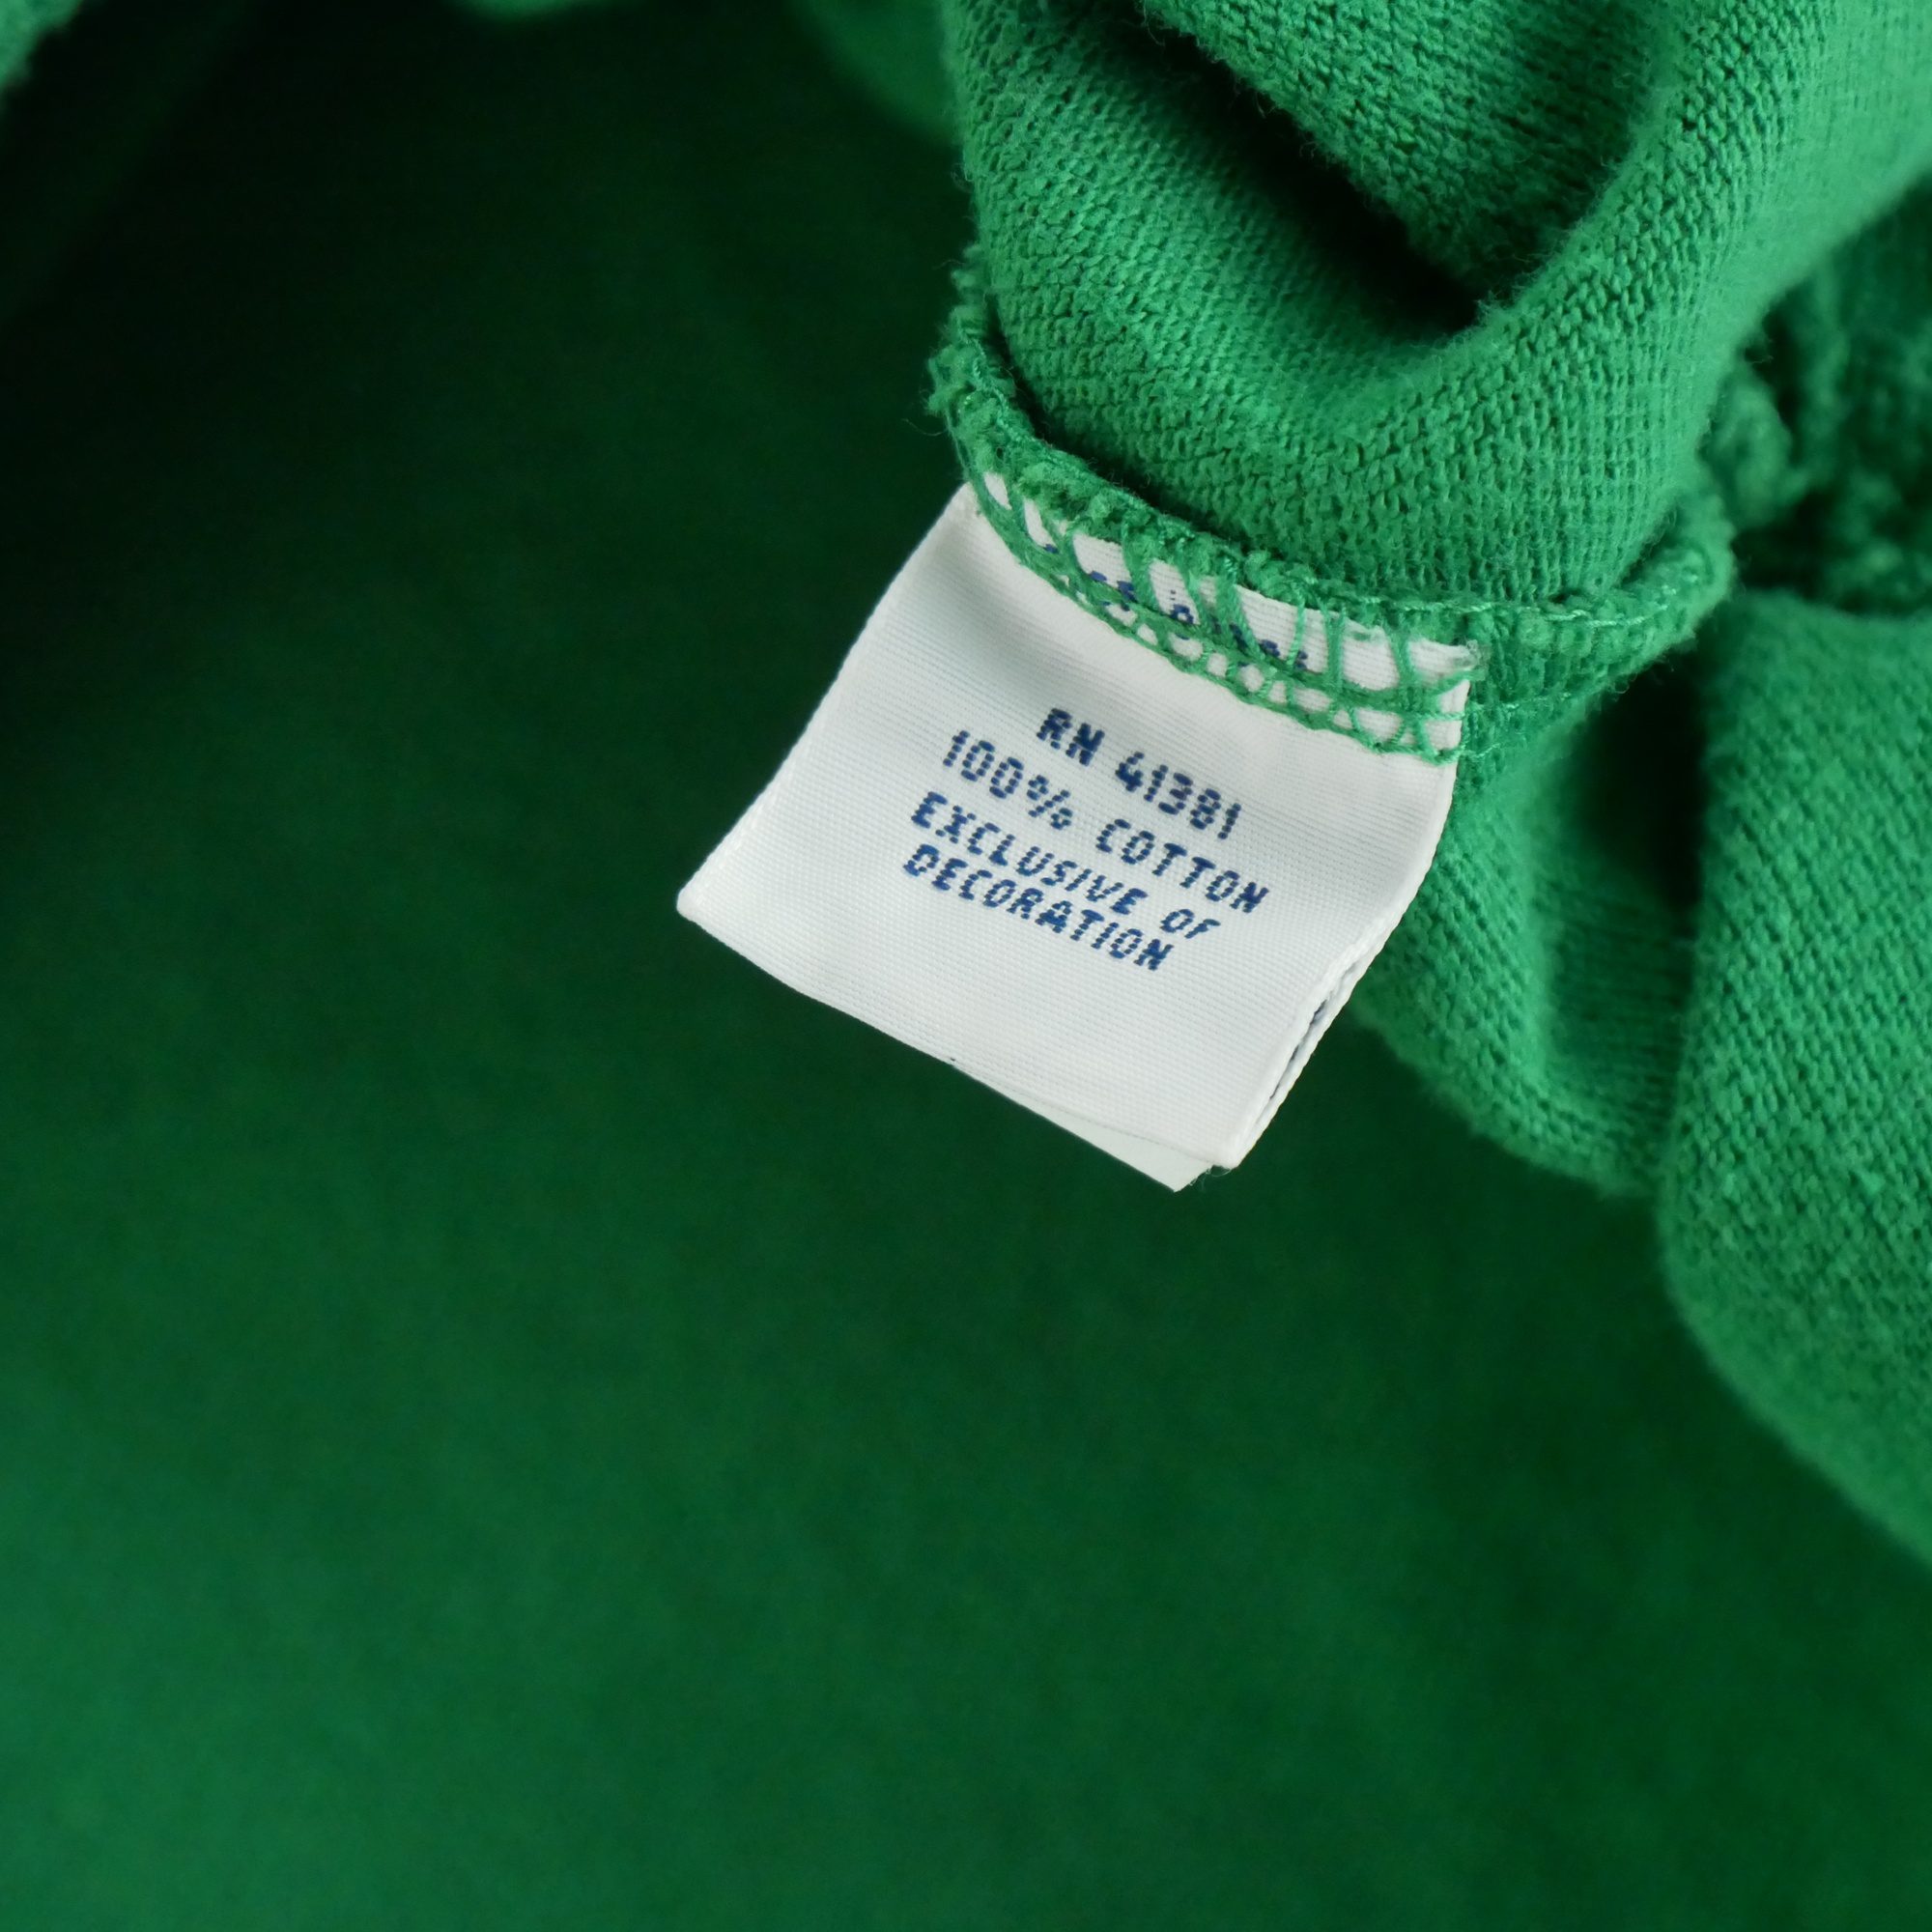 RN 41381
100% COTTON
EXCLUSIVE OF
DECORATION